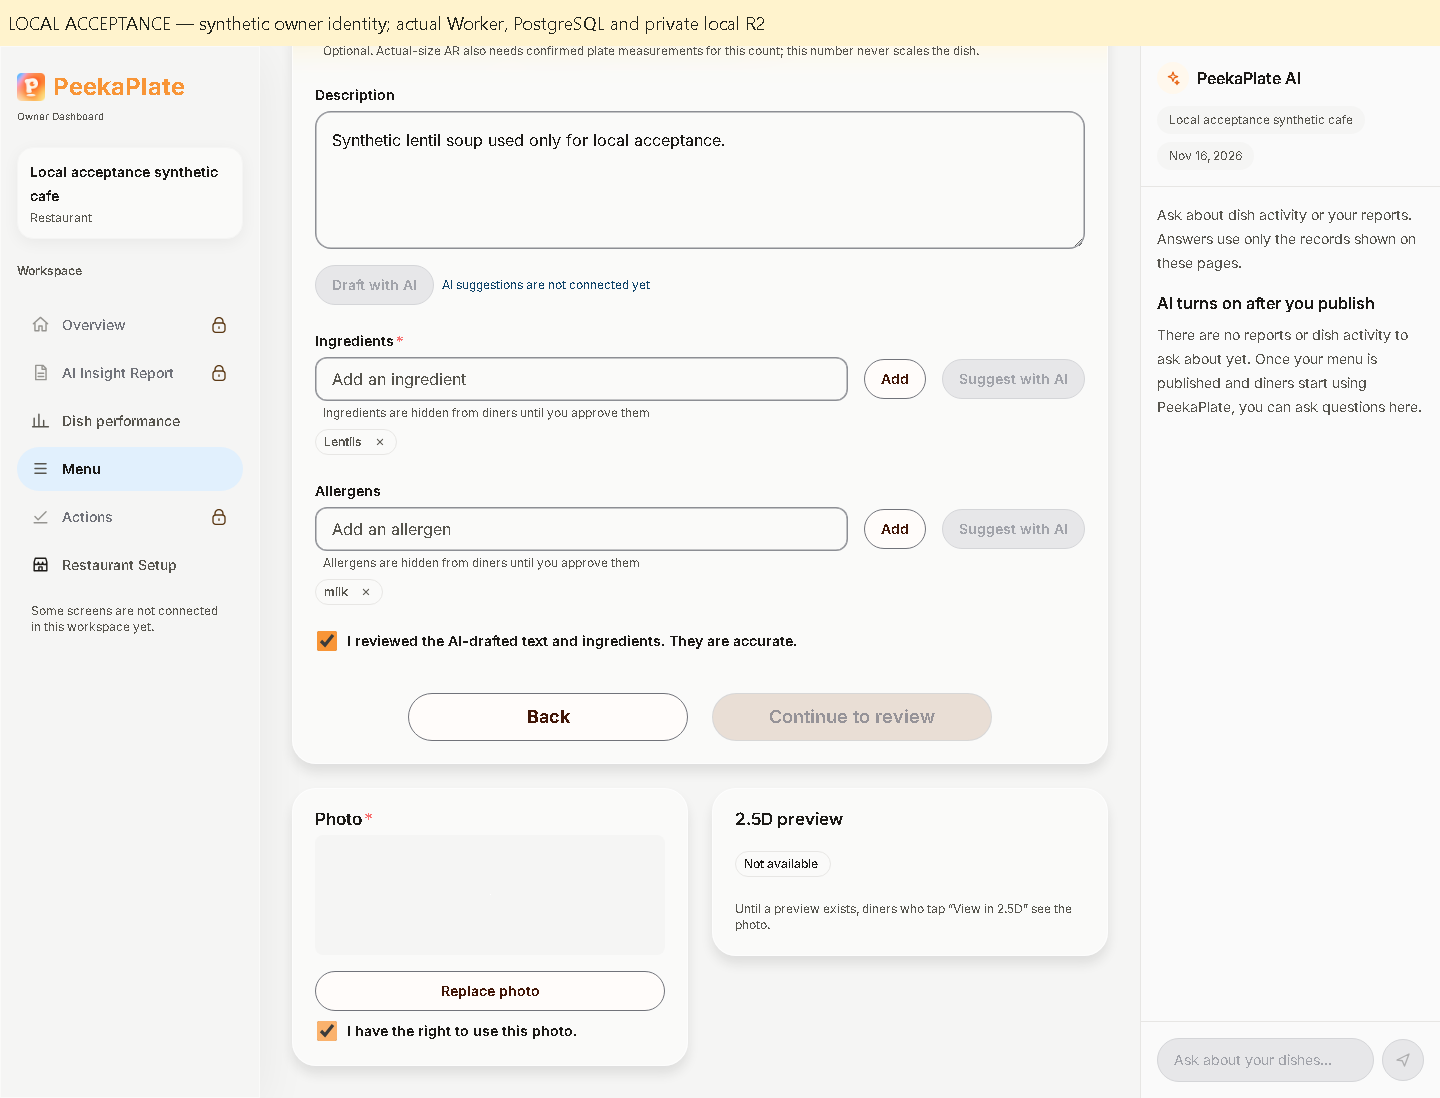 LOCAL ACCEPTANCE — synthetic owner identity; actual Worker, PostgreSQL and private local R2
PeekaPlate
Owner Dashboard
Local acceptance synthetic
cafe
Restaurant
Workspace
Overview
AI Insight Report
Dish performance
Menu
Actions
Restaurant Setup
Some screens are not connected
in this workspace yet.
Optional. Actual-size AR also needs confirmed plate measurements for this count; this number never scales the dish.
Description
Synthetic lentil soup used only for local acceptance.
Draft with AI
AI suggestions are not connected yet
Ingredients*
Add an ingredient
Add
Suggest with AI
Ingredients are hidden from diners until you approve them
Lentils ×
Allergens
Add an allergen
Add
Suggest with AI
Allergens are hidden from diners until you approve them
milk ×
I reviewed the AI-drafted text and ingredients. They are accurate.
Back
Continue to review
Photo*
Replace photo
I have the right to use this photo.
2.5D preview
Not available
Until a preview exists, diners who tap “View in 2.5D” see the
photo.
PeekaPlate AI
Local acceptance synthetic cafe
Nov 16, 2026
Ask about dish activity or your reports.
Answers use only the records shown on
these pages.
AI turns on after you publish
There are no reports or dish activity to
ask about yet. Once your menu is
published and diners start using
PeekaPlate, you can ask questions here.
Ask about your dishes...